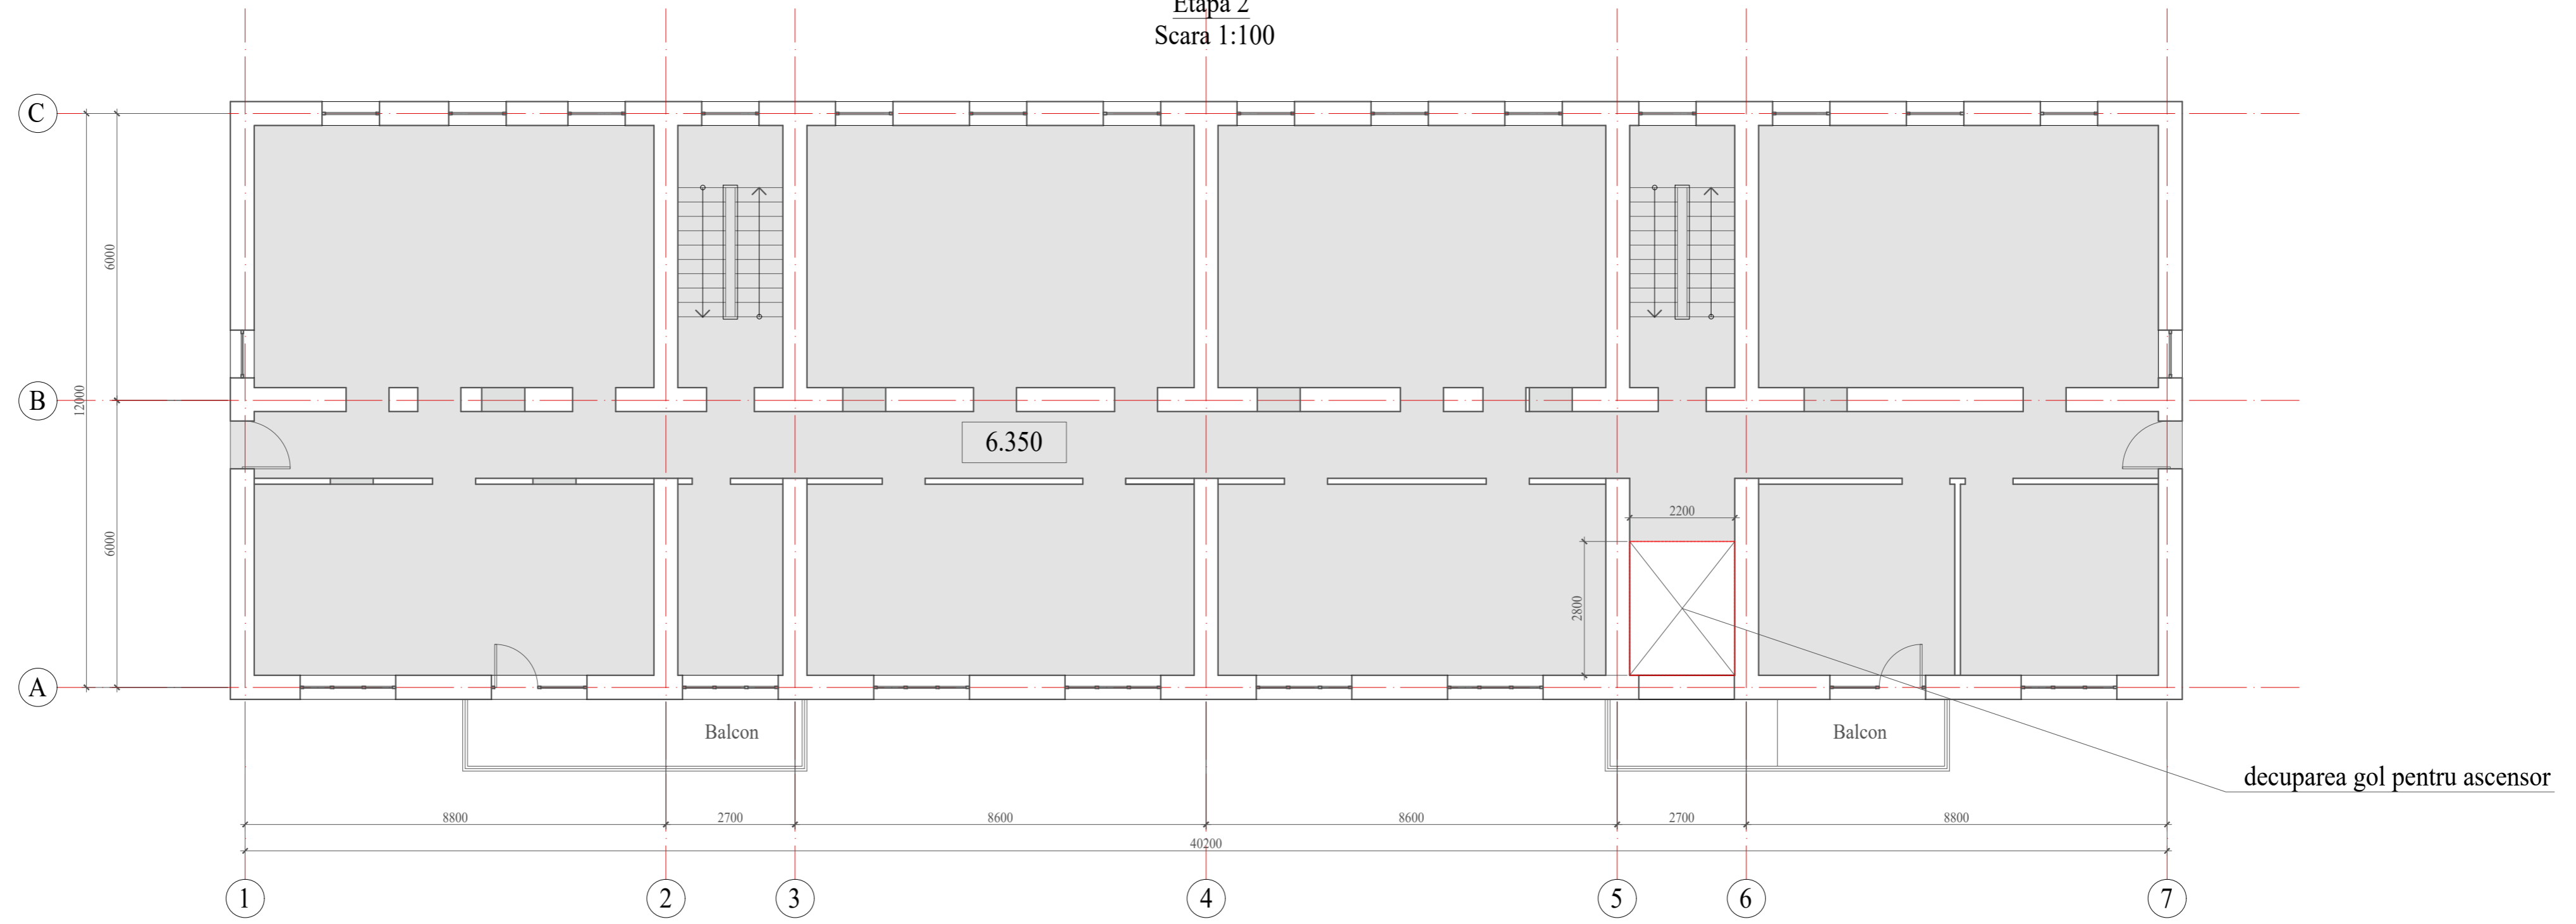 Etapa 2
Scara 1:100
C
6000
12000
B
6.350
6000
2200
2800
A
Balcon
Balcon
decuparea gol pentru ascensor
8800
2700
8600
8600
2700
8800
40200
1
2
3
4
5
6
7